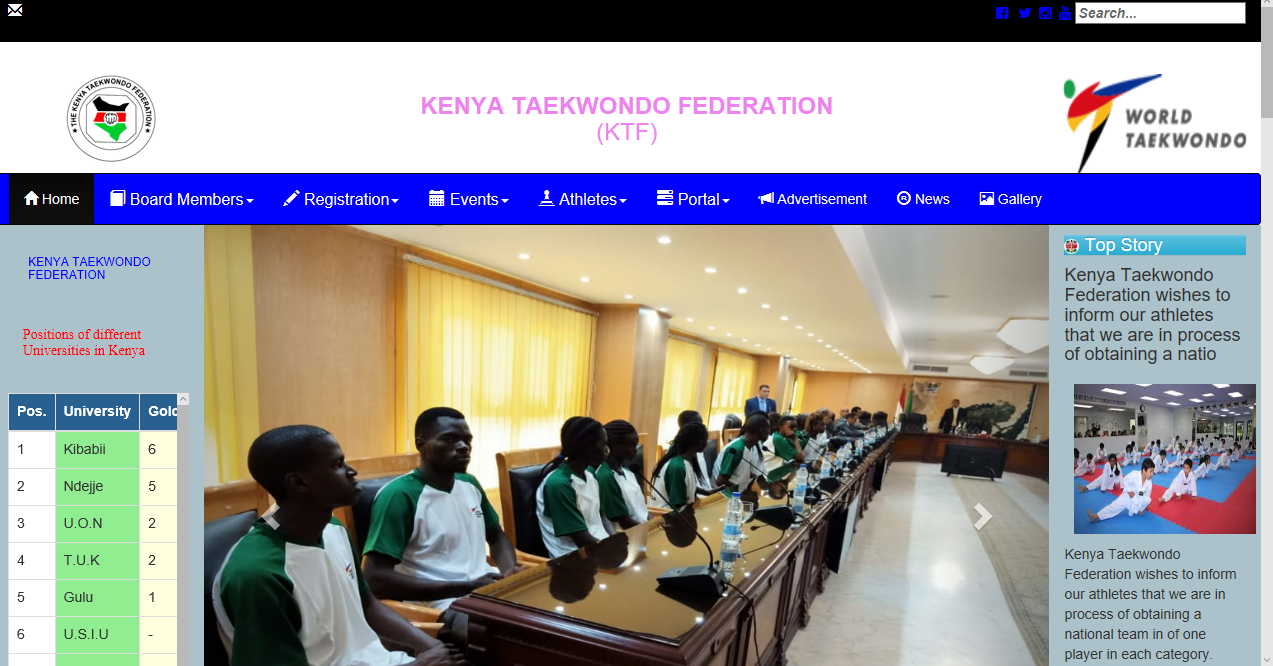 Search...
THE KENYA TAEKWONDO FEDERATION
KENYA TAEKWONDO FEDERATION
(KTF)
WORLD
TAEKWONDO
Home
Board Members
Registration
Events
Athletes
Portal
Advertisement
News
Gallery
KENYA TAEKWONDO
FEDERATION
Positions of different
Universities in Kenya
Pos. University Gold
1 Kibabii 6
2 Ndejje 5
3 U.O.N 2
4 T.U.K 2
5 Gulu 1
6 U.S.I.U -
Top Story
Kenya Taekwondo
Federation wishes to
inform our athletes
that we are in process
of obtaining a natio
Kenya Taekwondo
Federation wishes to inform
our athletes that we are in
process of obtaining a
national team in of one
player in each category.